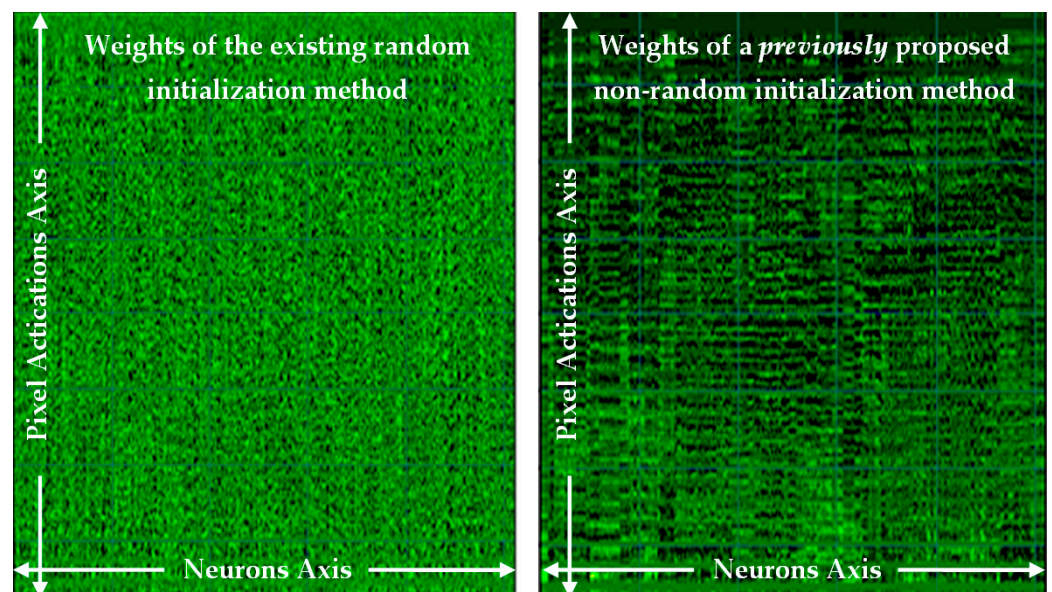 Weights of the existing random
initialization method
Pixel Actications Axis
Neurons Axis
Weights of a previously proposed
non-random initialization method
Pixel Actications Axis
Neurons Axis